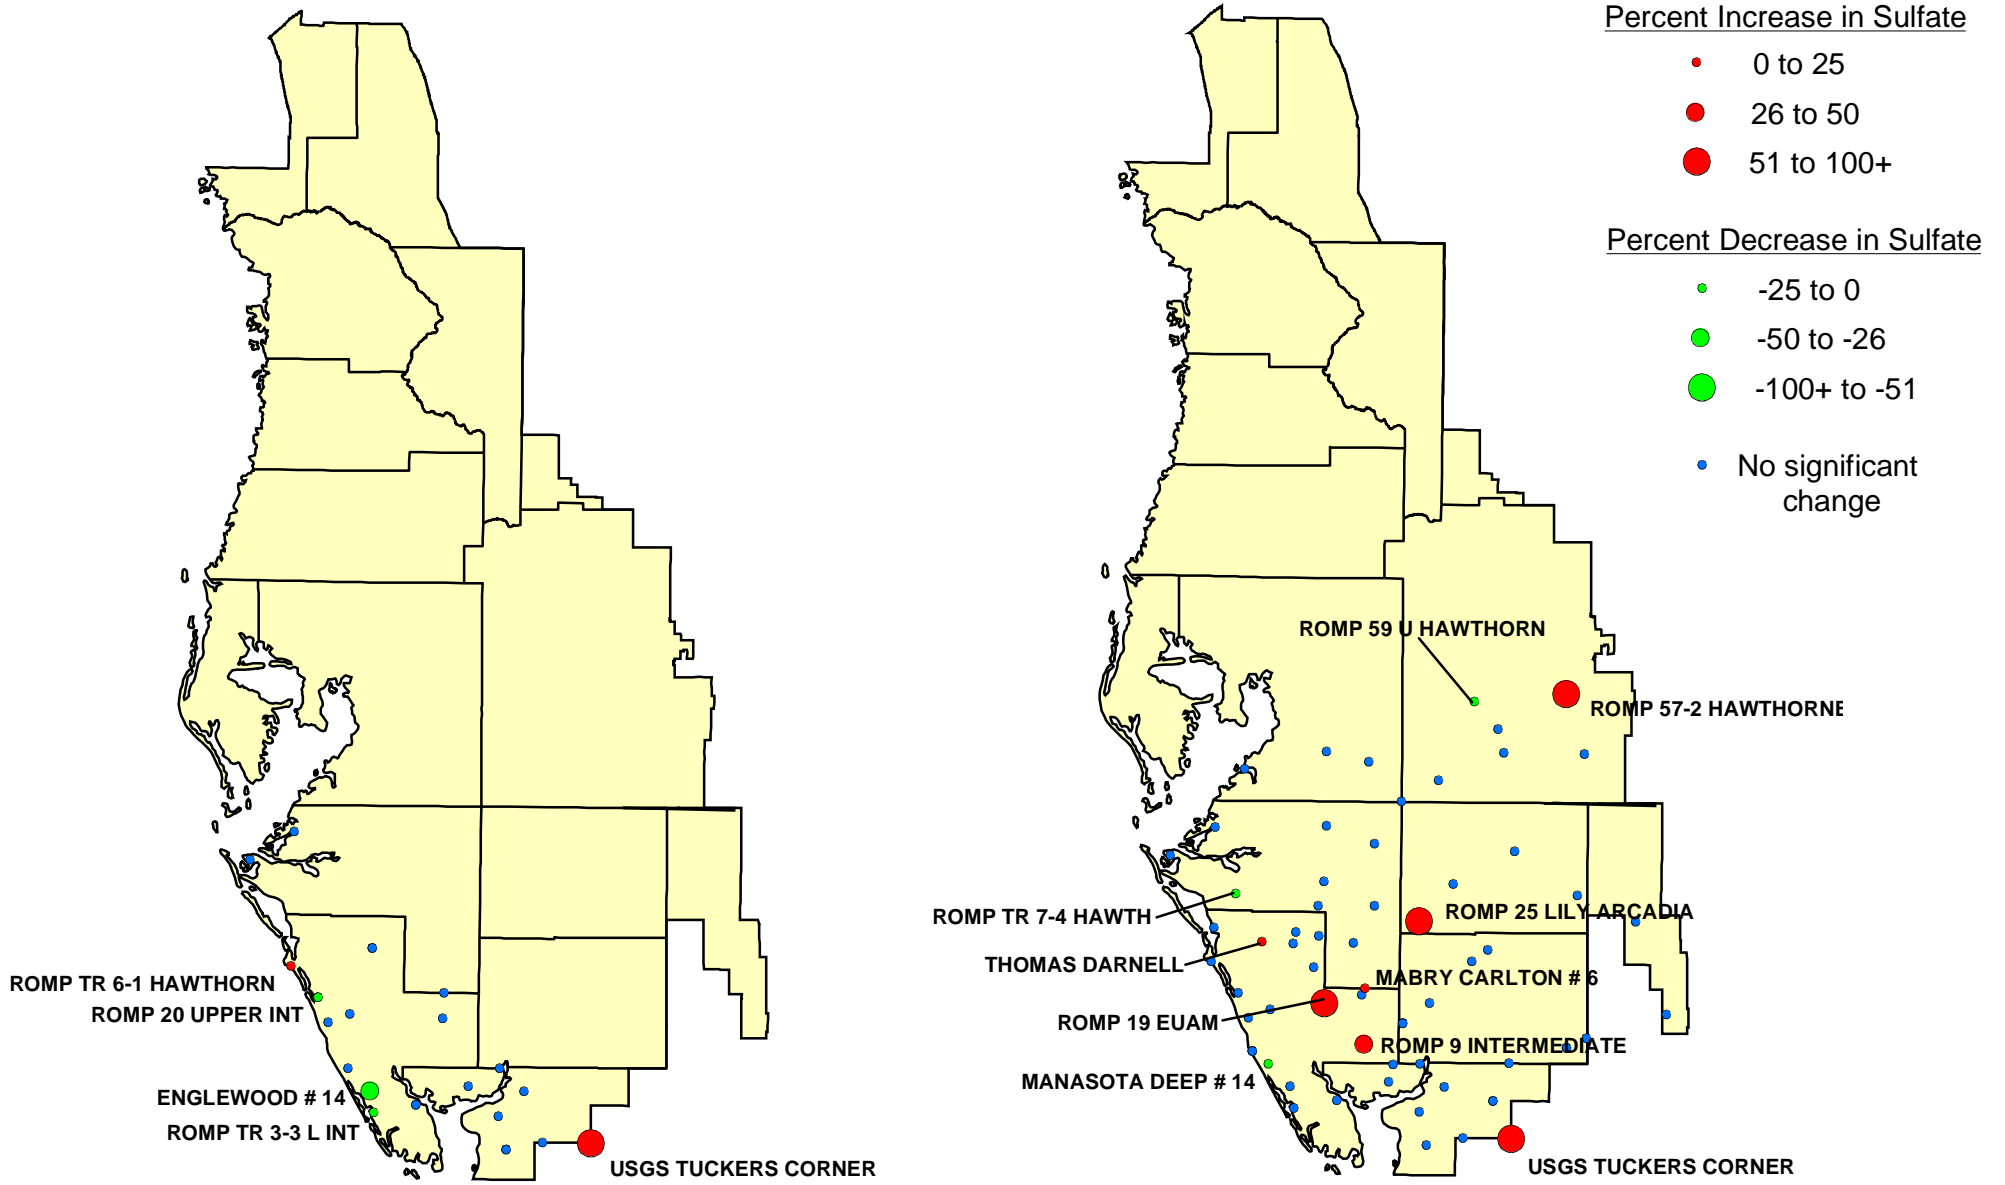 Percent Increase in Sulfate
0 to 25
26 to 50
51 to 100+
Percent Decrease in Sulfate
-25 to 0
-50 to -26
-100+ to -51
No significant
change
ROMP TR 6-1 HAWTHORN
ROMP 20 UPPER INT
ENGLEWOOD # 14
ROMP TR 3-3 L INT
USGS TUCKERS CORNER
ROMP 59 U HAWTHORN
ROMP 57-2 HAWTHORNE
ROMP TR 7-4 HAWTH
ROMP 25 LILY ARCADIA
THOMAS DARNELL
MABRY CARLTON # 6
ROMP 19 EUAM
ROMP 9 INTERMEDIATE
MANASOTA DEEP # 14
USGS TUCKERS CORNER